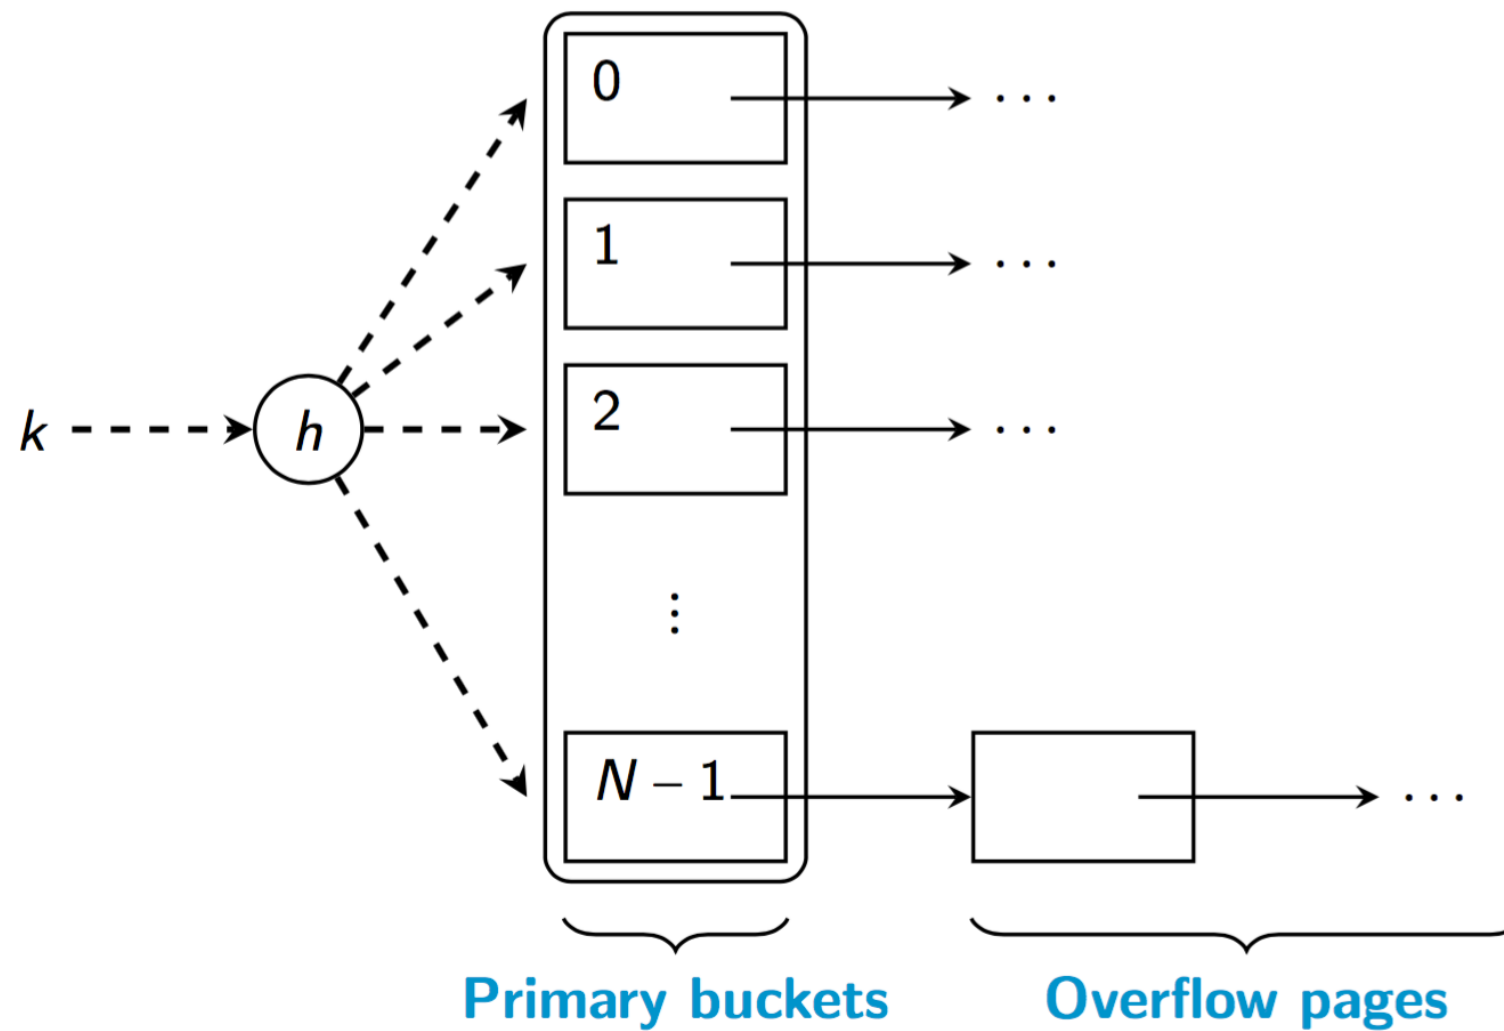 0 ...
1 ...
k h 2 ...
⋮
N − 1 ...
Primary buckets Overflow pages